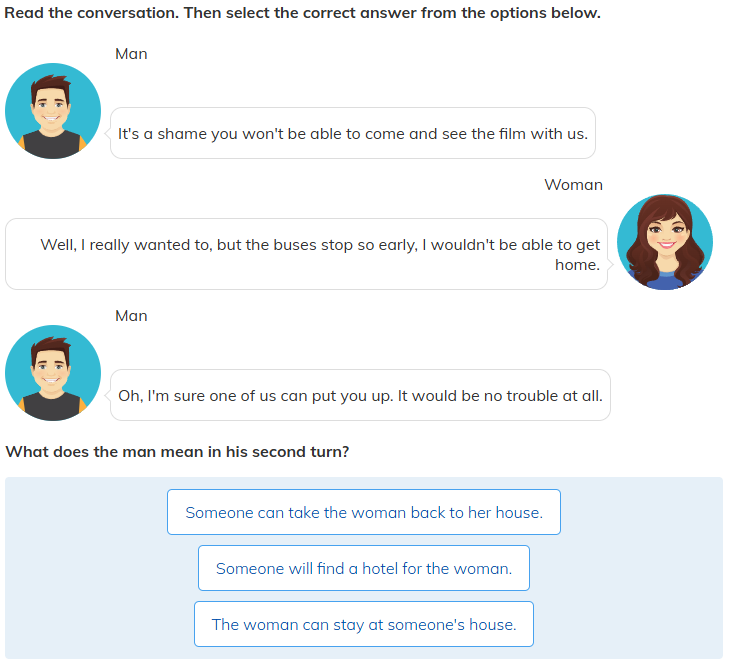 Read the conversation. Then select the correct answer from the options below.
Man
It's a shame you won't be able to come and see the film with us.
Woman
Well, I really wanted to, but the buses stop so early, I wouldn't be able to get
home.
Man
Oh, I'm sure one of us can put you up. It would be no trouble at all.
What does the man mean in his second turn?
Someone can take the woman back to her house.
Someone will find a hotel for the woman.
The woman can stay at someone's house.